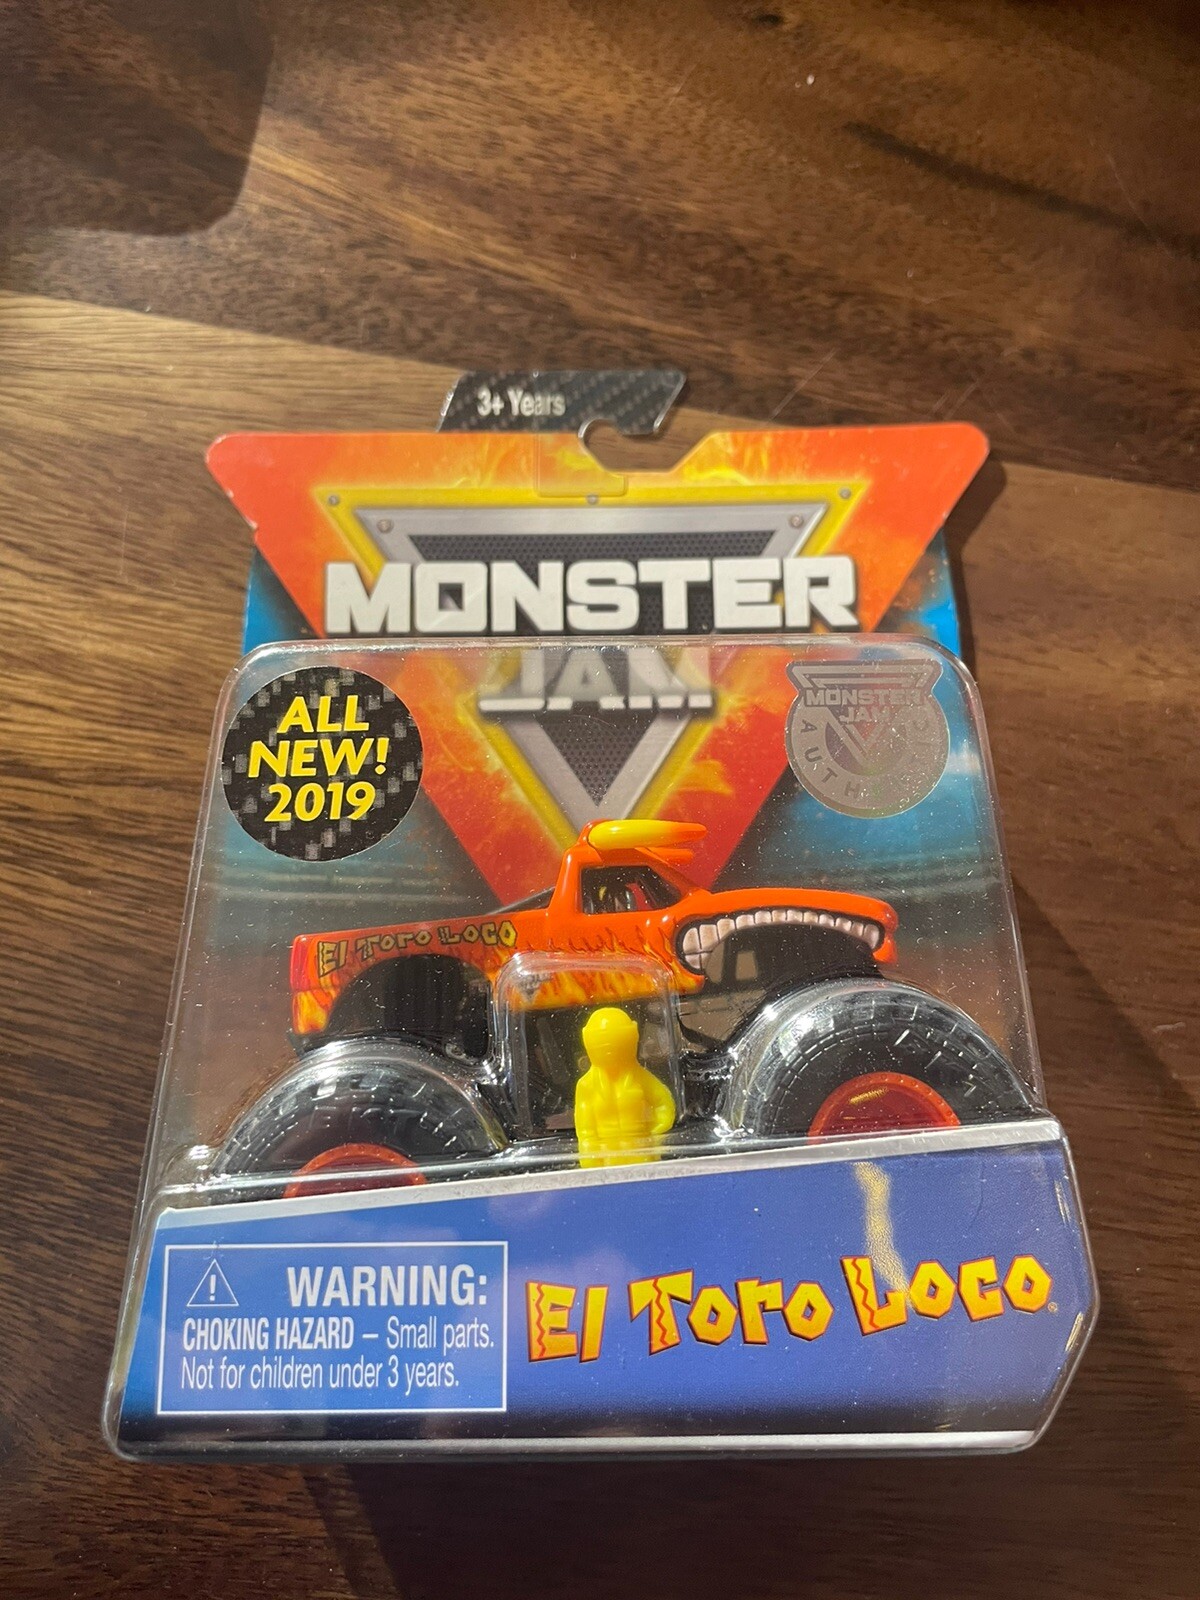 3+ Years
MONSTER
JAM
ALL
NEW!
2019
MONSTER
JAM
AUTHENTIC
El Toro Loco
WARNING:
CHOKING HAZARD – Small parts.
Not for children under 3 years.
El Toro Loco